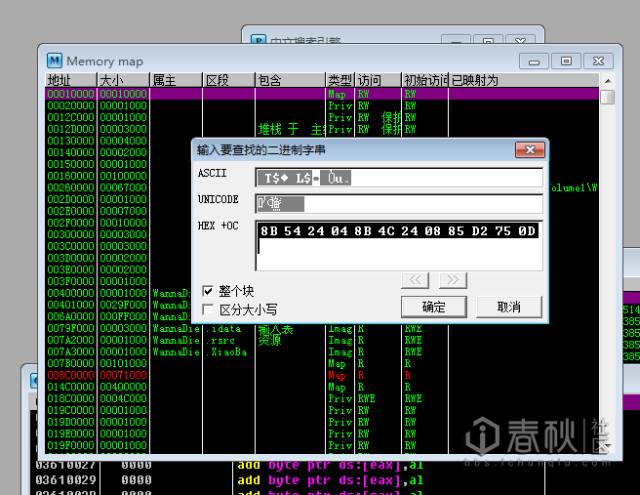 中文搜索引擎
Memory map
地址 大小 属主 区段 包含 类型 访问 初始访问 已映射为
00010000 00010000 Map RW RW
00020000 00001000 Priv RW RW
0012C000 00001000 Priv RW 保护 RW
0012D000 00003000 堆栈 于 主线 Priv RW 保护 RW
00130000 00004000
00140000 00002000
00150000 00001000
00160000 00100000
00260000 00067000 olume1\W
002D0000 00001000
002E0000 00007000
002F0000 00010000
00300000 00003000
003C0000 00003000
003D0000 00002000
003E0000 00002000
003F0000 00001000
00400000 00001000 WannaDie
00401000 0029F000 WannaDie
006A0000 000FF000 WannaDie
0079F000 00003000 WannaDie .idata 输入表 Imag R RWE
007A2000 00001000 WannaDie .rsrc 资源 Imag R RWE
007A3000 00001000 WannaDie .XiaoBa Imag R RWE
007B0000 00101000 Map R R
008C0000 00071000 Map R R
014C0000 00400000 Map R R
018C0000 0004C000 Priv RWE RWE
019C0000 00001000 Priv RW RW
019D0000 00001000 Priv RW RW
019E0000 00001000 Priv RW RW
019F0000 00001000 Priv RW RW
输入要查找的二进制字串
ASCII
UNICODE
HEX +OC
8B 54 24 04 8B 4C 24 08 85 D2 75 0D
<< >>
整个块
区分大小写
确定 取消
514
385
385
385
i春秋 社区
bbs.ichunqiu.com
03610027 0000 add byte ptr ds:[eax],al
03610029 0000 add byte ptr ds:[eax],al